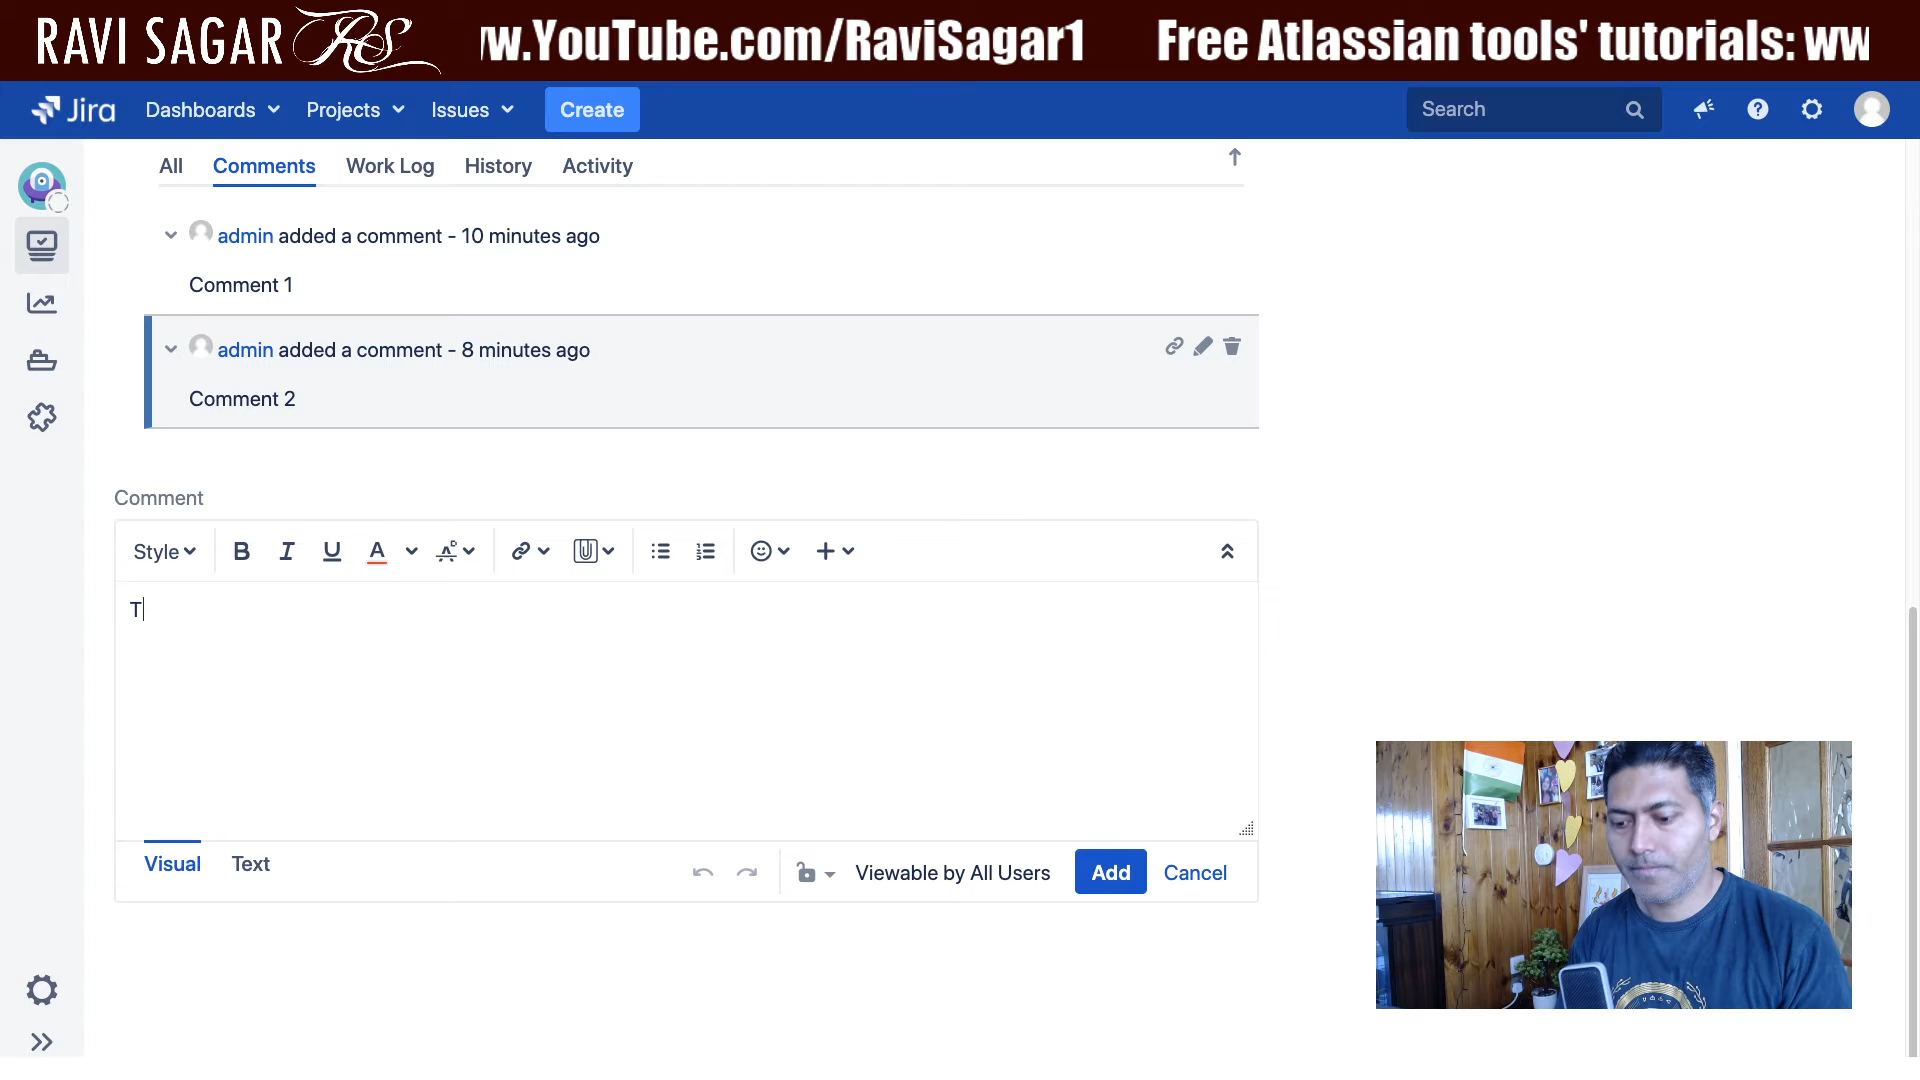 RAVI SAGAR RS
w.YouTube.com/RaviSagar1 Free Atlassian tools' tutorials: ww
Jira Dashboards Projects Issues Create Search
All Comments Work Log History Activity
admin added a comment - 10 minutes ago
Comment 1
admin added a comment - 8 minutes ago
Comment 2
Comment
Style B I U A
T
Visual Text Viewable by All Users Add Cancel